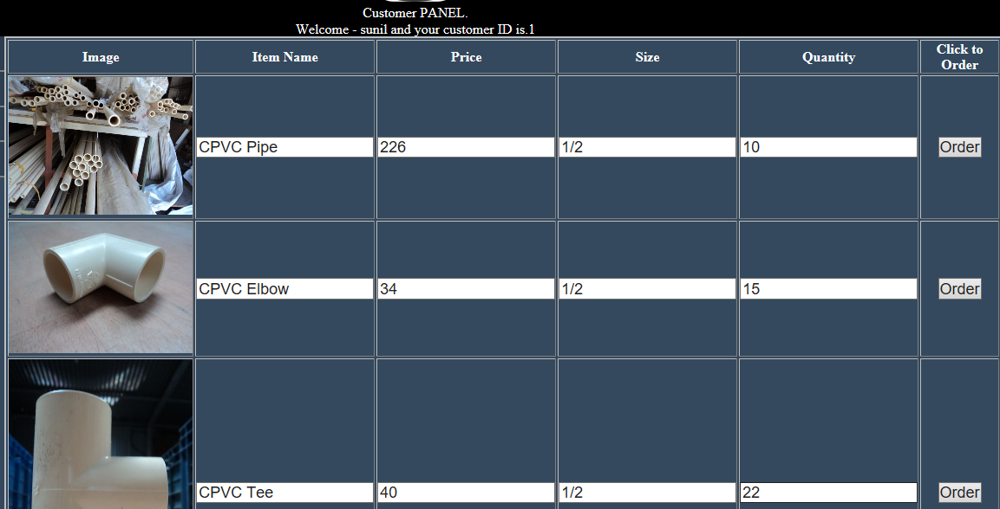 Customer PANEL.
Welcome - sunil and your customer ID is.1
Image Item Name Price Size Quantity Click to
Order
CPVC Pipe 226 1/2 10 Order
CPVC Elbow 34 1/2 15 Order
CPVC Tee 40 1/2 22 Order